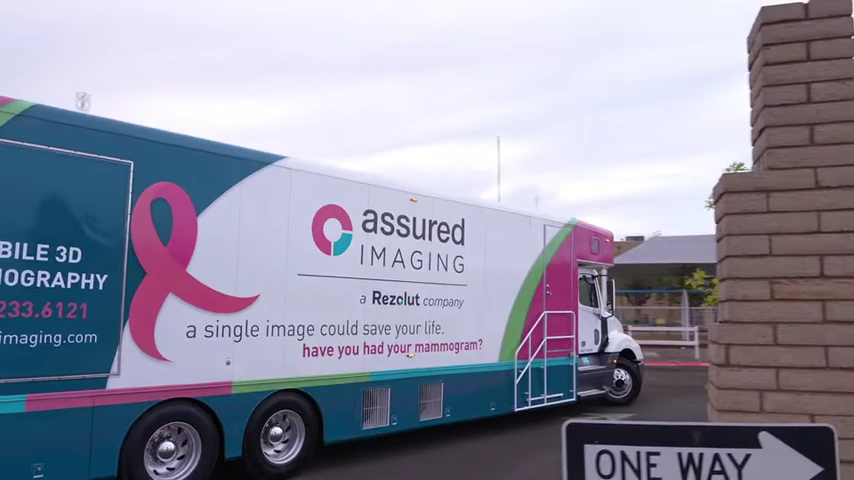 BILE 3D
OGRAPHY
233.6121
imaging.com
assured
IMAGING
a Rezolut company
a single image could save your life.
have you had your mammogram?
ONE WAY